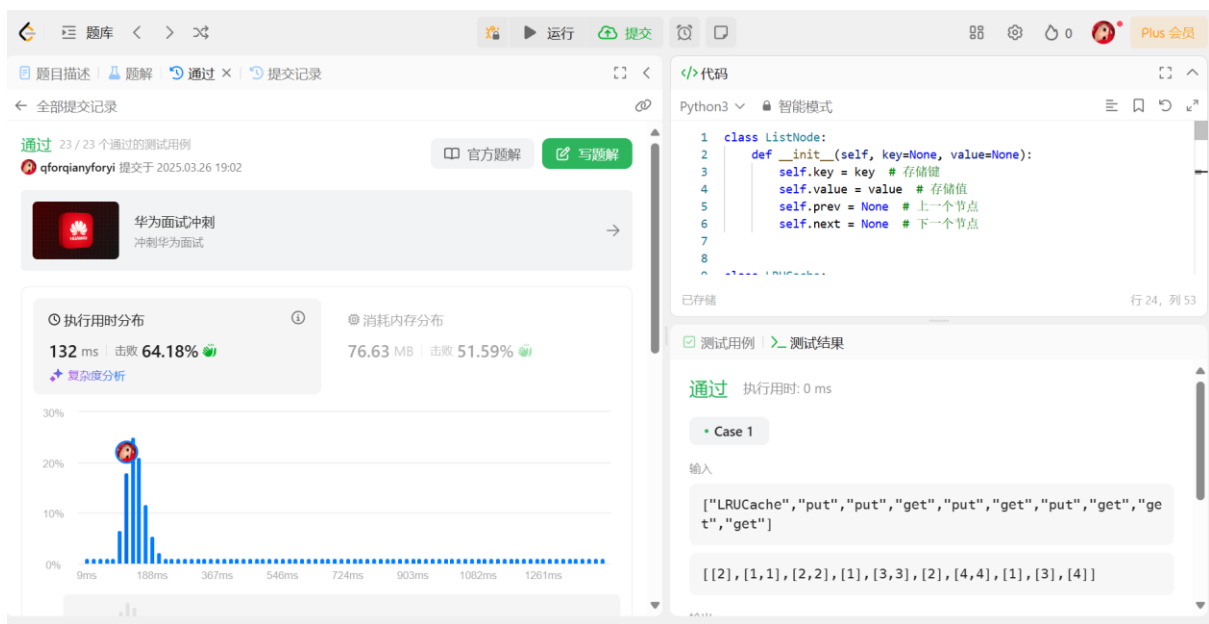 题库
运行
提交
0
Plus 会员
题目描述
题解
通过
提交记录
全部提交记录
通过 23 / 23 个通过的测试用例
qforqianyforyi 提交于 2025.03.26 19:02
官方题解
写题解
HUAWEI
华为面试冲刺
冲刺华为面试
执行用时分布
132 ms 击败 64.18%
复杂度分析
消耗内存分布
76.63 MB 击败 51.59%
30%
20%
10%
0%
9ms 188ms 367ms 546ms 724ms 903ms 1082ms 1261ms
</>代码
Python3 智能模式
1 class ListNode:
2 def __init__(self, key=None, value=None):
3 self.key = key # 存储键
4 self.value = value # 存储值
5 self.prev = None # 上一个节点
6 self.next = None # 下一个节点
7
8
9 class LRUCache:
已存储
行 24, 列 53
测试用例
测试结果
通过 执行用时: 0 ms
• Case 1
输入
["LRUCache","put","put","get","put","get","put","get","ge
t","get"]
[[2],[1,1],[2,2],[1],[3,3],[2],[4,4],[1],[3],[4]]